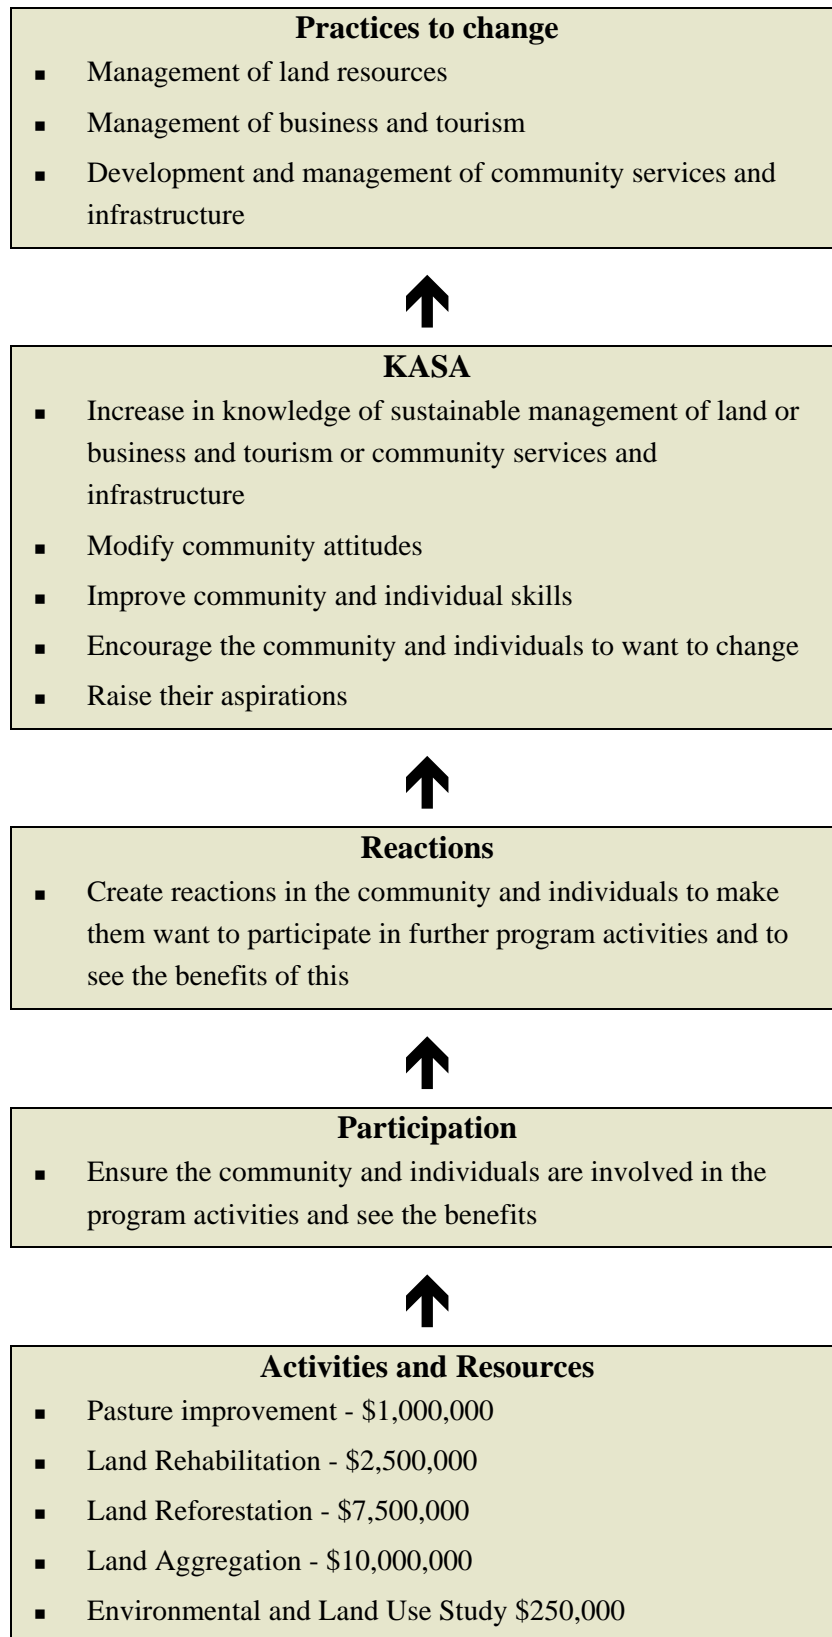 Practices to change
▪ Management of land resources
▪ Management of business and tourism
▪ Development and management of community services and
infrastructure
KASA
▪ Increase in knowledge of sustainable management of land or
business and tourism or community services and
infrastructure
▪ Modify community attitudes
▪ Improve community and individual skills
▪ Encourage the community and individuals to want to change
▪ Raise their aspirations
Reactions
▪ Create reactions in the community and individuals to make
them want to participate in further program activities and to
see the benefits of this
Participation
▪ Ensure the community and individuals are involved in the
program activities and see the benefits
Activities and Resources
▪ Pasture improvement - $1,000,000
▪ Land Rehabilitation - $2,500,000
▪ Land Reforestation - $7,500,000
▪ Land Aggregation - $10,000,000
▪ Environmental and Land Use Study $250,000